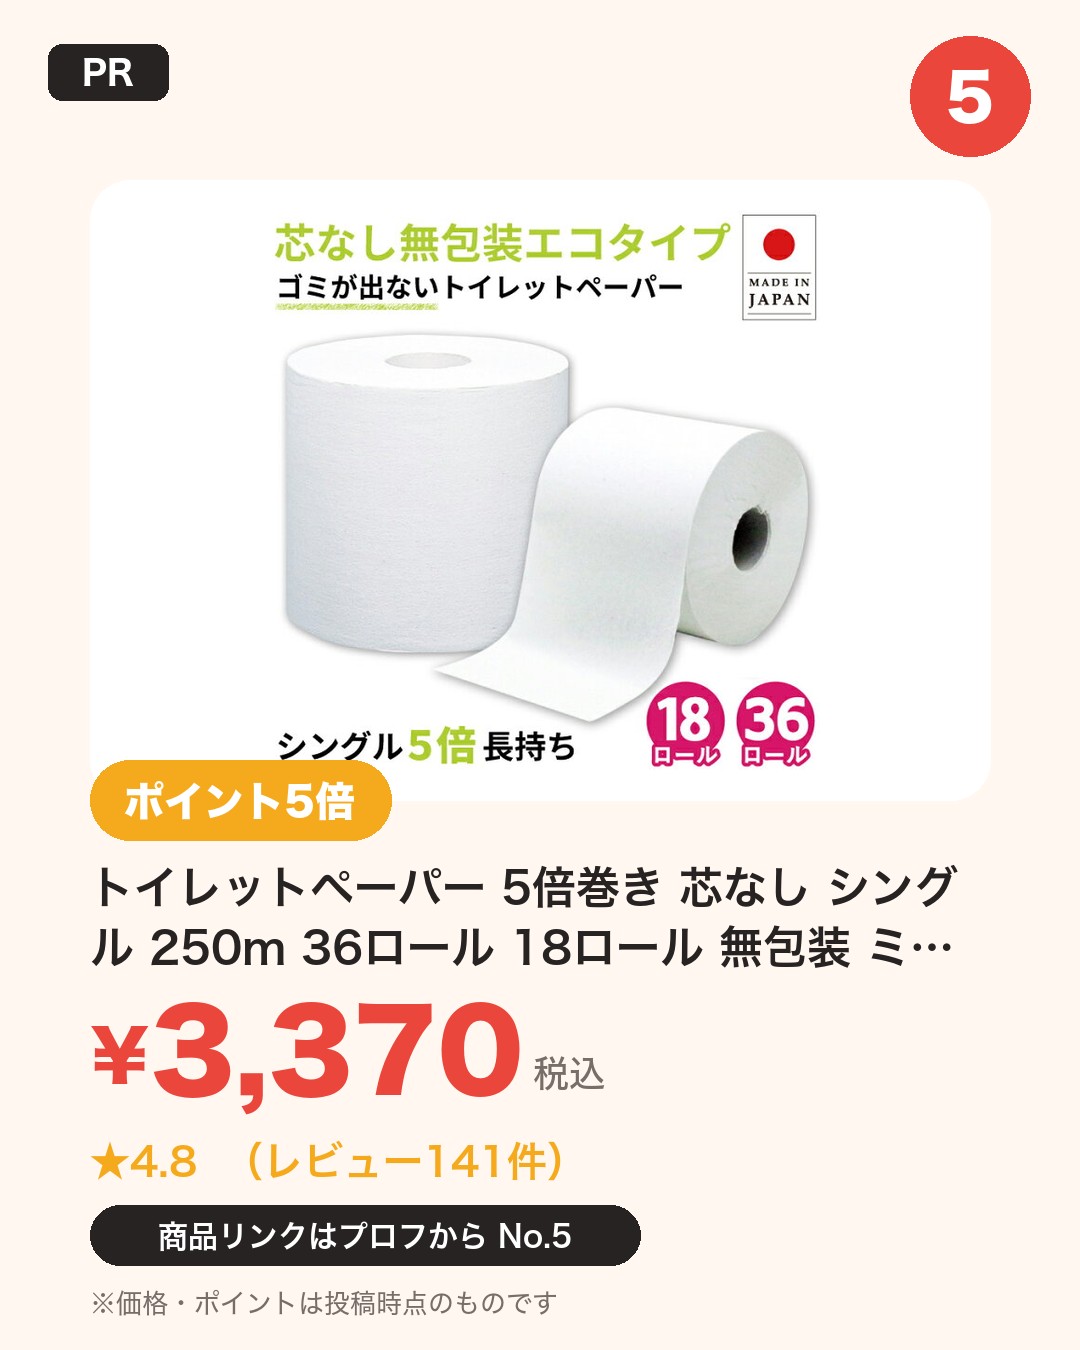 PR
5
芯なし無包装エコタイプ
ゴミが出ないトイレットペーパー
MADE IN
JAPAN
シングル5倍長持ち
18
ロール
36
ロール
ポイント5倍
トイレットペーパー 5倍巻き 芯なし シング
ル 250m 36ロール 18ロール 無包装 ミ…
¥3,370 税込
★4.8 （レビュー141件）
商品リンクはプロフから No.5
※価格・ポイントは投稿時点のものです